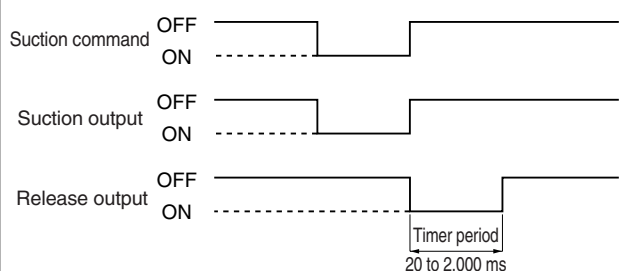 Suction command OFF
ON
Suction output OFF
ON
Release output OFF
ON
Timer period
20 to 2,000 ms